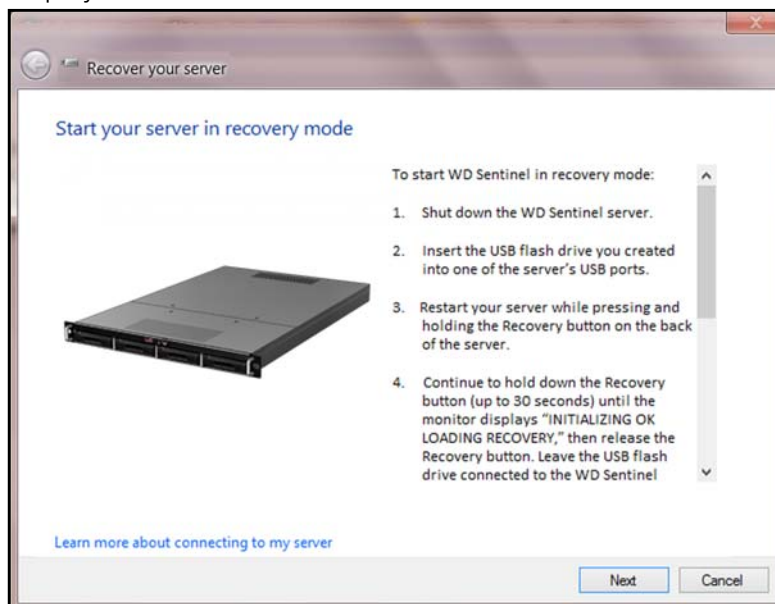 Recover your server
Start your server in recovery mode
To start WD Sentinel in recovery mode:
1. Shut down the WD Sentinel server.
2. Insert the USB flash drive you created
into one of the server's USB ports.
3. Restart your server while pressing and
holding the Recovery button on the back
of the server.
4. Continue to hold down the Recovery
button (up to 30 seconds) until the
monitor displays “INITIALIZING OK
LOADING RECOVERY,” then release the
Recovery button. Leave the USB flash
drive connected to the WD Sentinel
Learn more about connecting to my server
Next Cancel